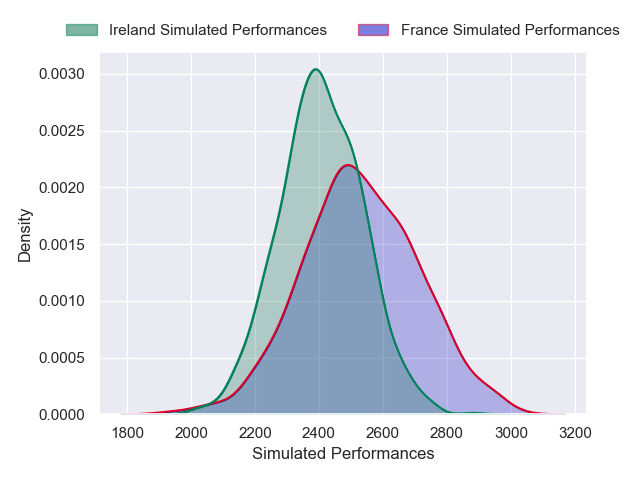 Ireland Simulated Performances France Simulated Performances
0.0030
0.0025
0.0020
0.0015
0.0010
0.0005
0.0000
Density
1800 2000 2200 2400 2600 2800 3000 3200
Simulated Performances